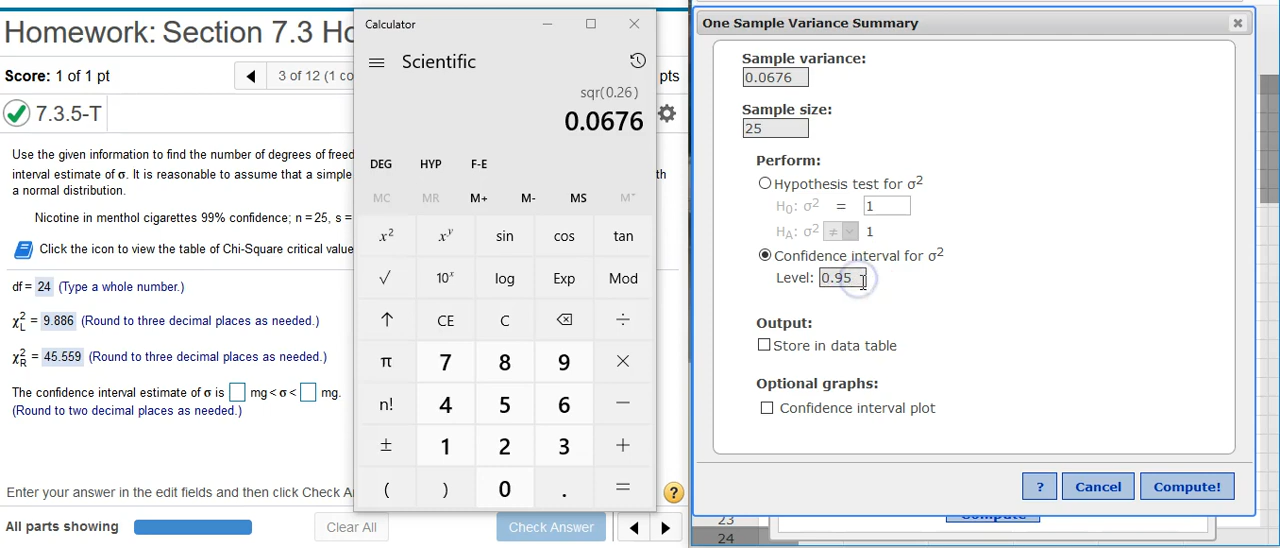 Homework: Section 7.3 Ho
Score: 1 of 1 pt
3 of 12 (1 co
pts
7.3.5-T
Use the given information to find the number of degrees of freed
interval estimate of σ. It is reasonable to assume that a simple
th
a normal distribution.
Nicotine in menthol cigarettes 99% confidence; n=25, s=
Click the icon to view the table of Chi-Square critical value
df = 24 (Type a whole number.)
χ²L = 9.886 (Round to three decimal places as needed.)
χ²R = 45.559 (Round to three decimal places as needed.)
The confidence interval estimate of σ is mg<σ< mg.
(Round to two decimal places as needed.)
Enter your answer in the edit fields and then click Check A
?
All parts showing
Clear All
Check Answer
Calculator
Scientific
sqr(0.26)
0.0676
DEG HYP F-E
MC MR M+ M- MS M˅
x² xʸ sin cos tan
√ 10ˣ log Exp Mod
↑ CE C ⌫ ÷
π 7 8 9 ×
n! 4 5 6 −
± 1 2 3 +
( ) 0 . =
One Sample Variance Summary
Sample variance:
0.0676
Sample size:
25
Perform:
Hypothesis test for σ²
H₀: σ² = 1
Hᴀ: σ² ≠ 1
Confidence interval for σ²
Level: 0.95
Output:
Store in data table
Optional graphs:
Confidence interval plot
? Cancel Compute!
Compute!
23
24